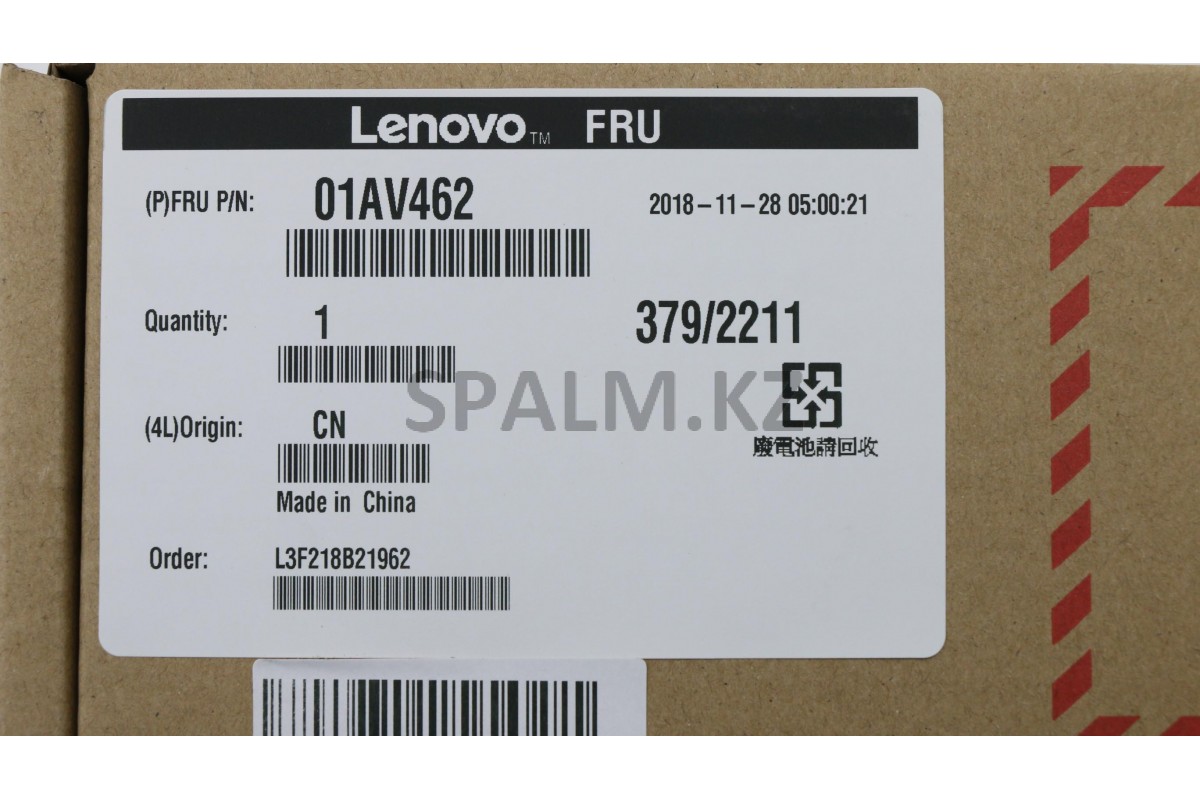 Lenovo™ FRU
(P)FRU P/N: 01AV462 2018-11-28 05:00:21
Quantity: 1 379/2211
SPALM.KZ
(4L)Origin: CN
廢電池請回收
Made in China
Order: L3F218B21962